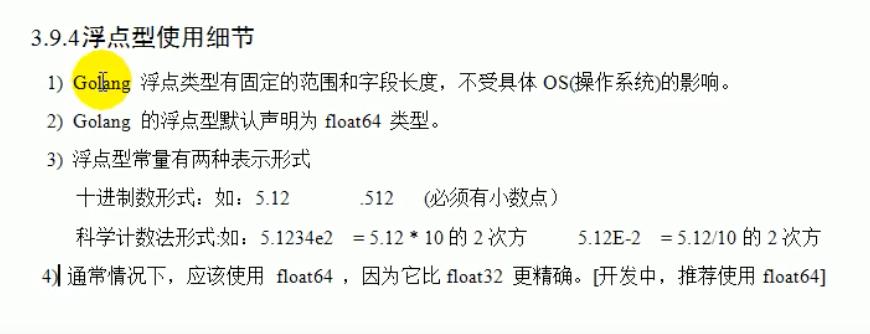 3.9.4浮点型使用细节
1) Golang 浮点类型有固定的范围和字段长度，不受具体 OS(操作系统)的影响。
2) Golang 的浮点型默认声明为 float64 类型。
3) 浮点型常量有两种表示形式
十进制数形式：如：5.12 .512 (必须有小数点）
科学计数法形式:如：5.1234e2 = 5.12 * 10 的 2 次方 5.12E-2 = 5.12/10 的 2 次方
4) 通常情况下，应该使用 float64 ，因为它比 float32 更精确。[开发中，推荐使用 float64]